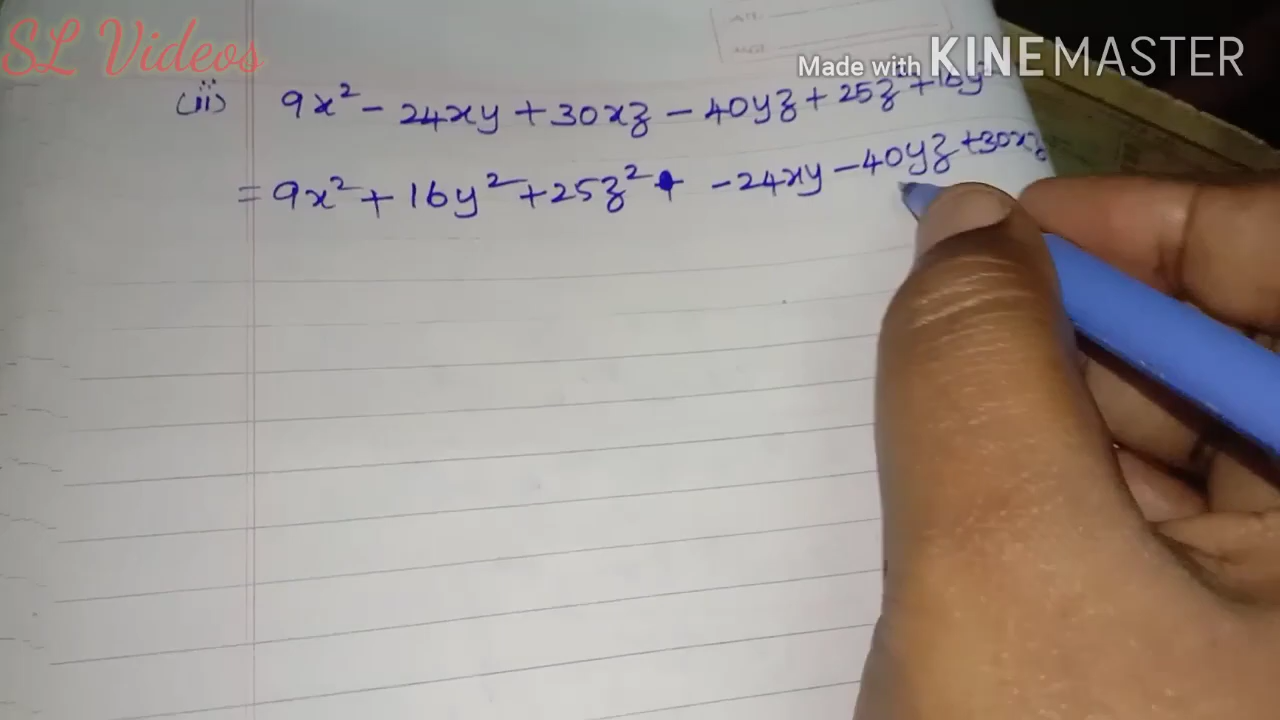 SL Videos
Made with KINEMASTER
(iii) 9x² - 24xy + 30xz - 40yz + 25z² + 16y²
= 9x² + 16y² + 25z² - 24xy - 40yz + 30xz